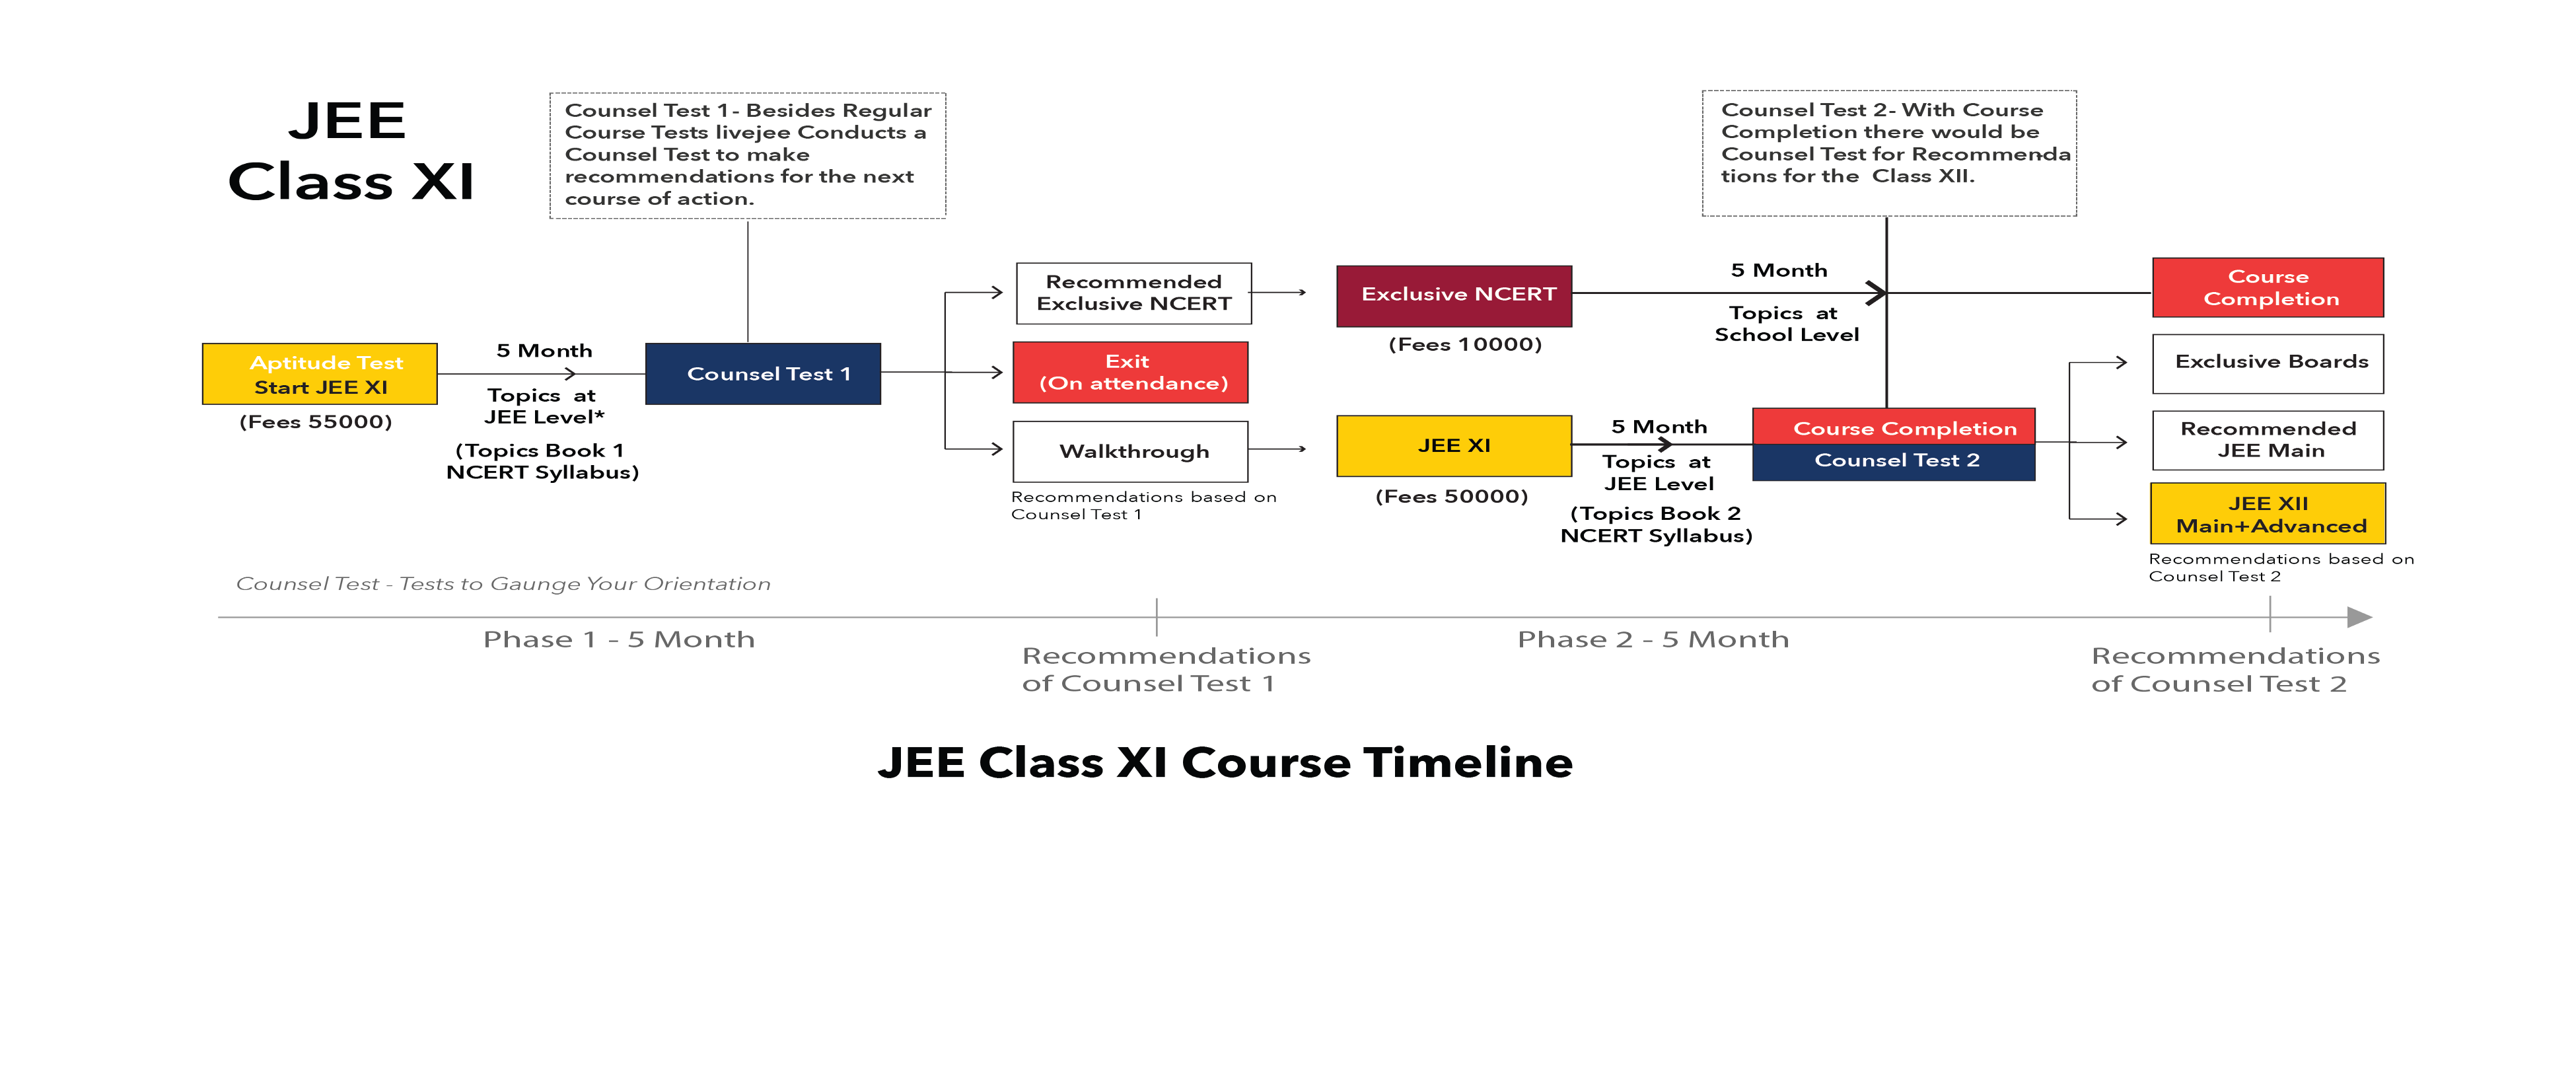 JEE
Class XI
Counsel Test 1- Besides Regular
Course Tests livejee Conducts a
Counsel Test to make
recommendations for the next
course of action.
Counsel Test 2- With Course
Completion there would be
Counsel Test for Recommenda
tions for the  Class XII.
Aptitude Test
Start JEE XI
(Fees 55000)
5 Month
Topics  at
JEE Level*
(Topics Book 1
NCERT Syllabus)
Counsel Test 1
Recommended
Exclusive NCERT
Exit
(On attendance)
Walkthrough
Recommendations based on
Counsel Test 1
Exclusive NCERT
(Fees 10000)
5 Month
Topics  at
School Level
JEE XI
(Fees 50000)
5 Month
Topics  at
JEE Level
(Topics Book 2
NCERT Syllabus)
Course Completion
Counsel Test 2
Course
Completion
Exclusive Boards
Recommended
JEE Main
JEE XII
Main+Advanced
Recommendations based on
Counsel Test 2
Counsel Test - Tests to Gaunge Your Orientation
Phase 1 - 5 Month
Recommendations
of Counsel Test 1
Phase 2 - 5 Month
Recommendations
of Counsel Test 2
JEE Class XI Course Timeline